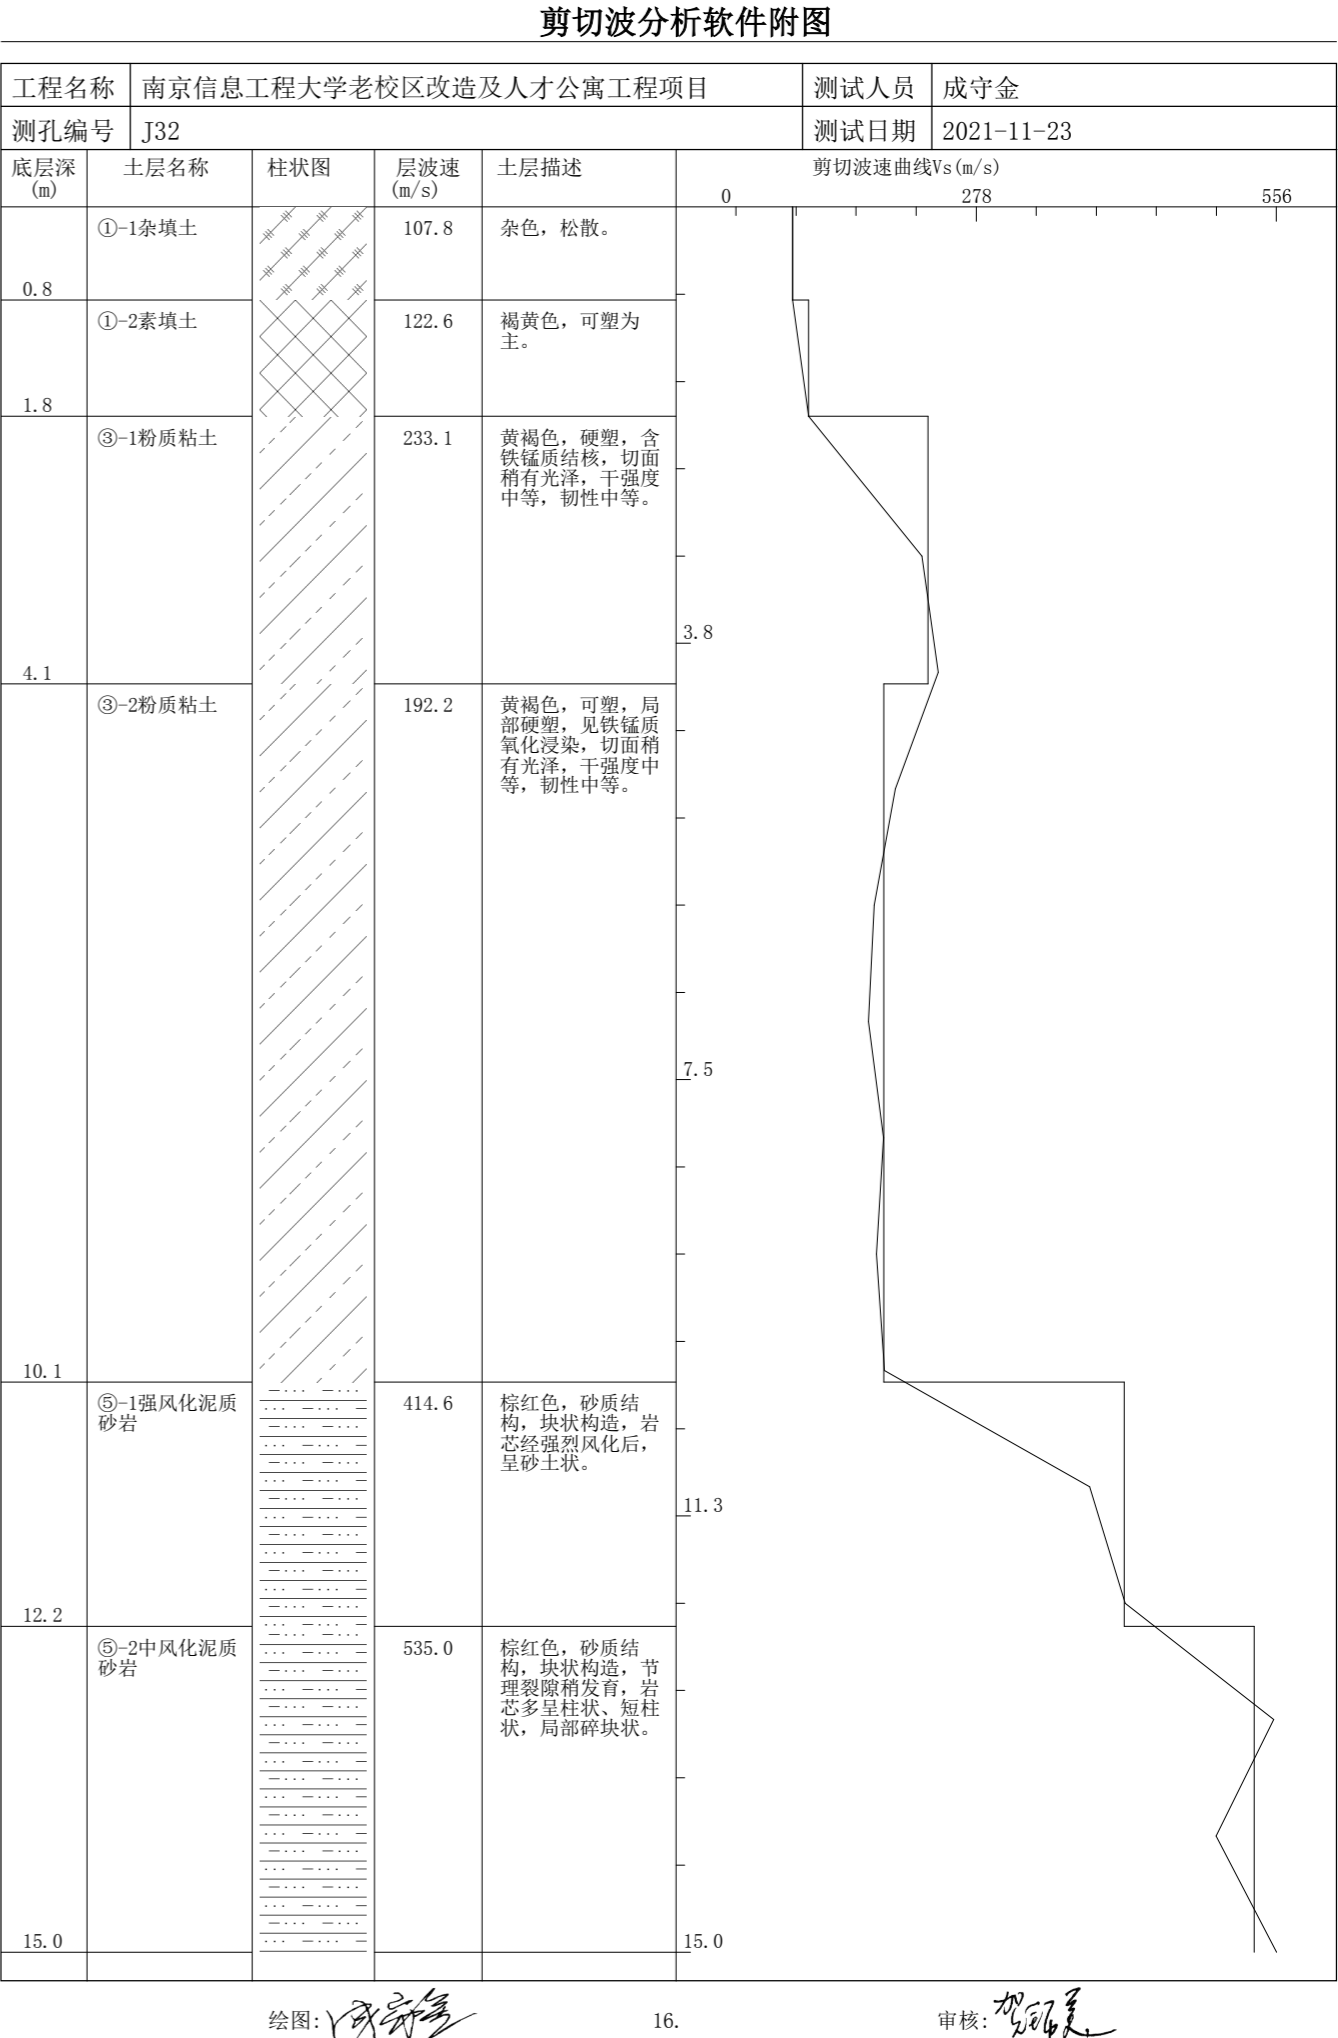 剪切波分析软件附图
工程名称 南京信息工程大学老校区改造及人才公寓工程项目 测试人员 成守金
测孔编号 J32 测试日期 2021-11-23
底层深 土层名称 柱状图 层波速 土层描述 剪切波速曲线Vs(m/s)
(m) (m/s)
0 278 556
①-1杂填土 107.8 杂色，松散。
0.8
①-2素填土 122.6 褐黄色，可塑为
主。
1.8
③-1粉质粘土 233.1 黄褐色，硬塑，含
铁锰质结核，切面
稍有光泽，干强度
中等，韧性中等。
3.8
4.1
③-2粉质粘土 192.2 黄褐色，可塑，局
部硬塑，见铁锰质
氧化浸染，切面稍
有光泽，干强度中
等，韧性中等。
7.5
10.1
⑤-1强风化泥质 414.6 棕红色，砂质结
砂岩 构，块状构造，岩
芯经强烈风化后，
呈砂土状。
11.3
12.2
⑤-2中风化泥质 535.0 棕红色，砂质结
砂岩 构，块状构造，节
理裂隙稍发育，岩
芯多呈柱状、短柱
状，局部碎块状。
15.0 15.0
绘图: 成守金 16. 审核: